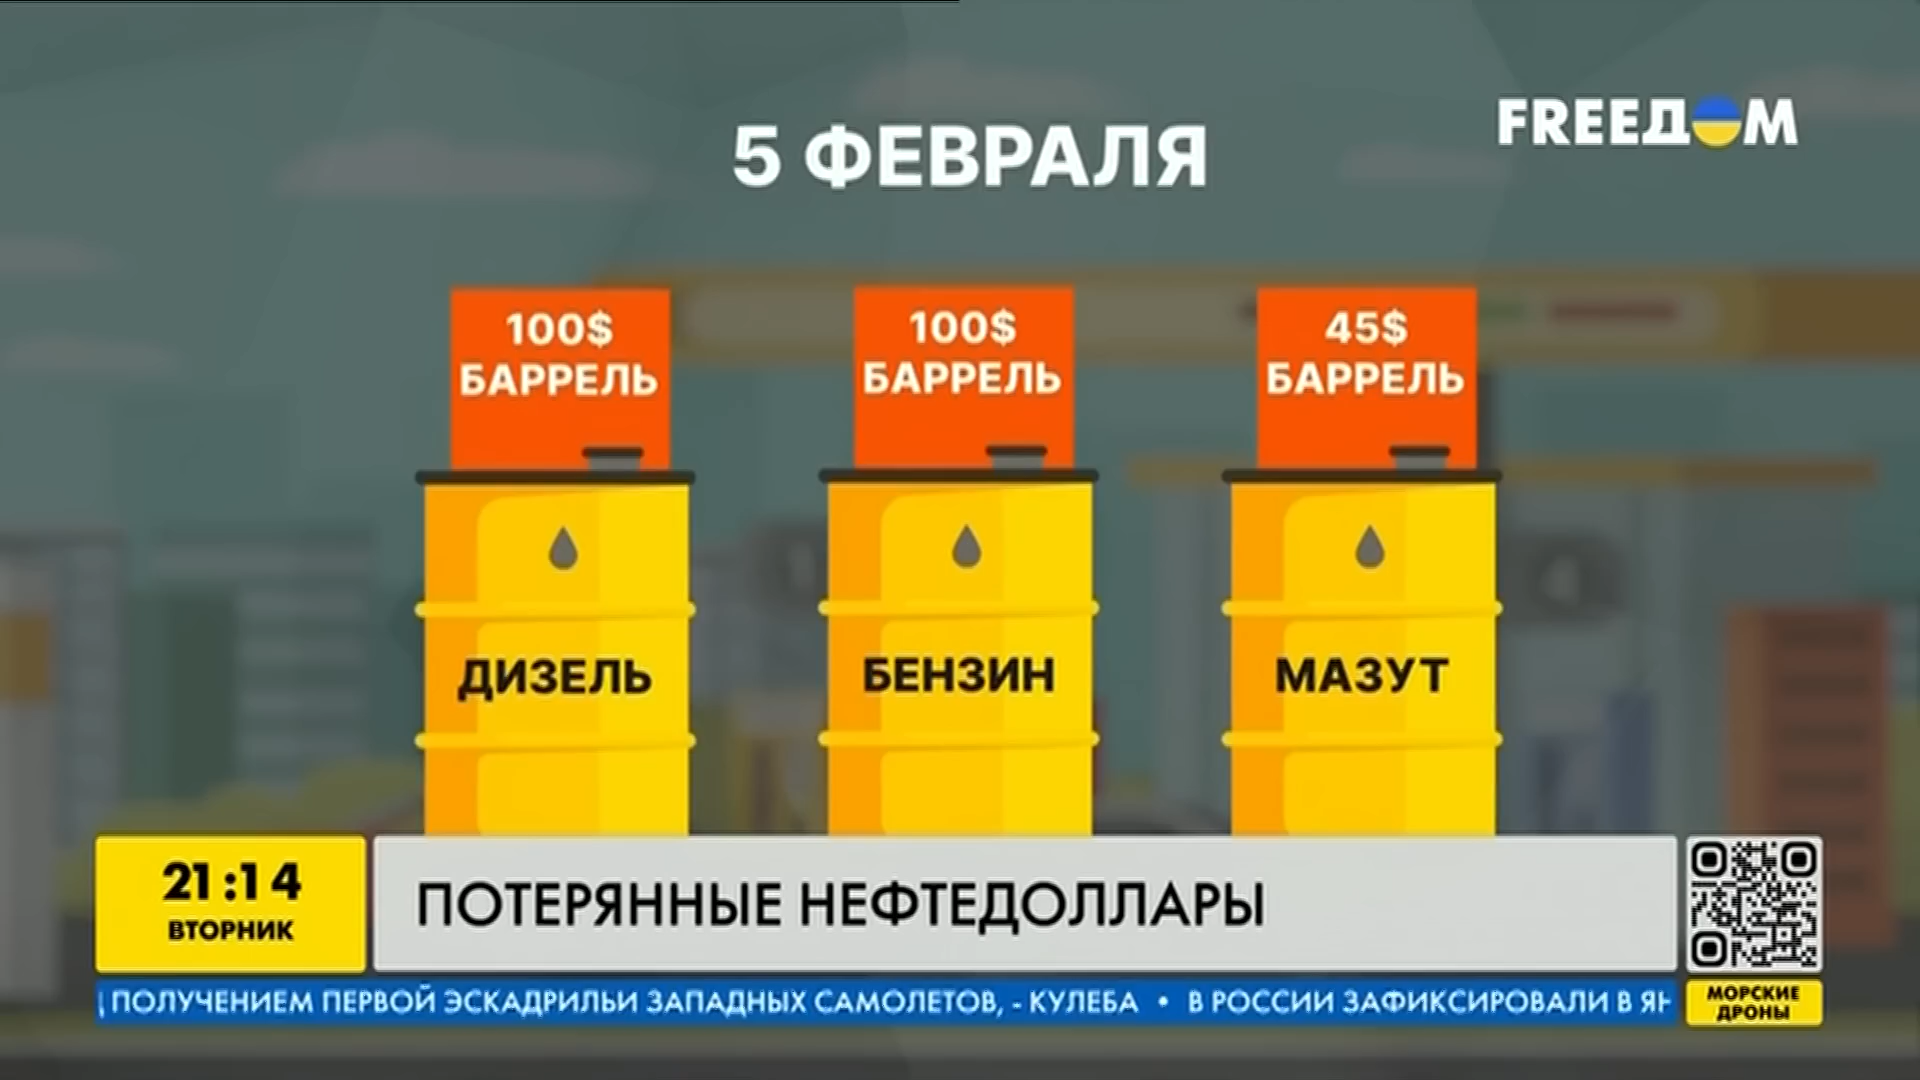 FREEДOM
5 ФЕВРАЛЯ
100$
БАРРЕЛЬ
100$
БАРРЕЛЬ
45$
БАРРЕЛЬ
ДИЗЕЛЬ
БЕНЗИН
МАЗУТ
21:14
ВТОРНИК
ПОТЕРЯННЫЕ НЕФТЕДОЛЛАРЫ
ПОЛУЧЕНИЕМ ПЕРВОЙ ЭСКАДРИЛЬИ ЗАПАДНЫХ САМОЛЕТОВ, - КУЛЕБА • В РОССИИ ЗАФИКСИРОВАЛИ В
МОРСКИЕ
ДРОНЫ